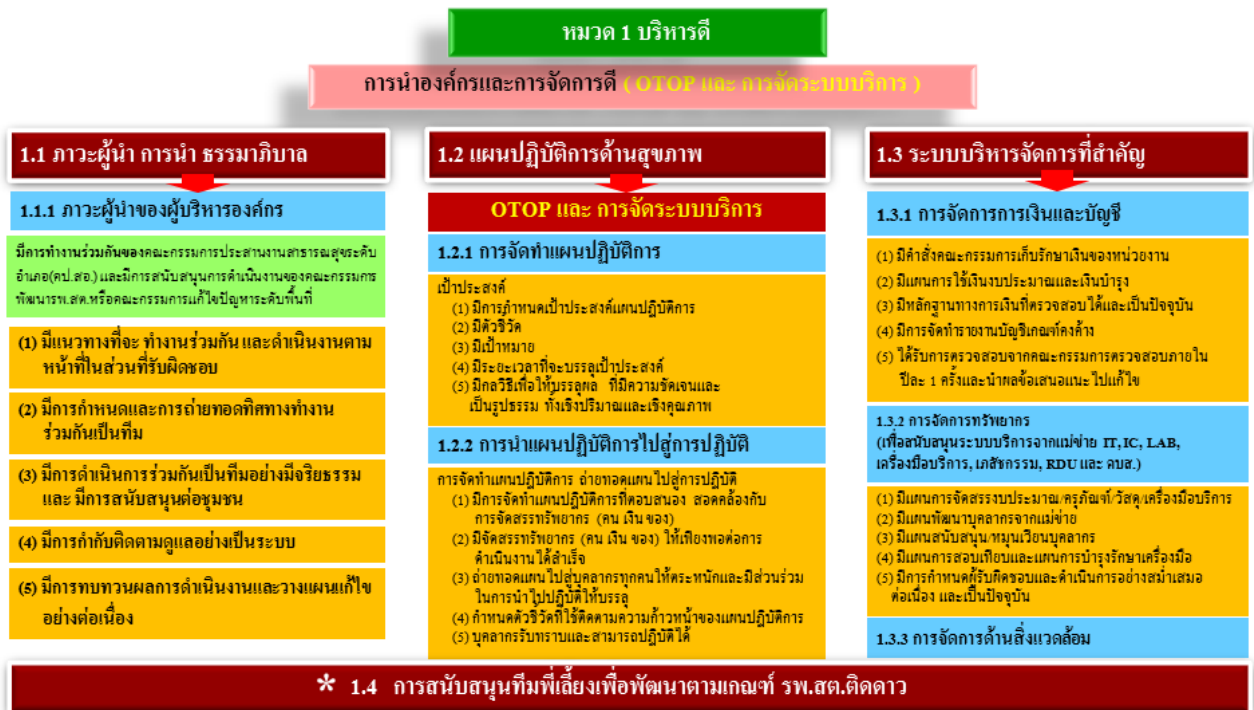 หมวด 1 บริหารดี
การนำองค์กรและการจัดการดี ( OTOP และ การจัดระบบบริการ )
1.1 ภาวะผู้นำ การนำ ธรรมาภิบาล
1.1.1 ภาวะผู้นำของผู้บริหารองค์กร
มีการทำงานร่วมกันของคณะกรรมการประสานงานสาธารณสุขระดับ
อำเภอ(คป.สอ.) และมีการสนับสนุนการดำเนินงานของคณะกรรมการ
พัฒนารพ.สต.หรือคณะกรรมการแก้ไขปัญหาระดับพื้นที่
(1) มีแนวทางที่จะ ทำงานร่วมกัน และดำเนินงานตาม
หน้าที่ในส่วนที่รับผิดชอบ
(2) มีการกำหนดและการถ่ายทอดทิศทางทำงาน
ร่วมกันเป็นทีม
(3) มีการดำเนินการร่วมกันเป็นทีมอย่างมีจริยธรรม
และ มีการสนับสนุนต่อชุมชน
(4) มีการกำกับติดตามดูแลอย่างเป็นระบบ
(5) มีการทบทวนผลการดำเนินงานและวางแผนแก้ไข
อย่างต่อเนื่อง
1.2 แผนปฏิบัติการด้านสุขภาพ
OTOP และ การจัดระบบบริการ
1.2.1 การจัดทำแผนปฏิบัติการ
เป้าประสงค์
(1) มีการกำหนดเป้าประสงค์แผนปฏิบัติการ
(2) มีตัวชี้วัด
(3) มีเป้าหมาย
(4) มีระยะเวลาที่จะบรรลุเป้าประสงค์
(5) มีกลวิธีเพื่อให้บรรลุผล ที่มีความชัดเจนและ
เป็นรูปธรรม ทั้งเชิงปริมาณและเชิงคุณภาพ
1.2.2 การนำแผนปฏิบัติการไปสู่การปฏิบัติ
การจัดทำแผนปฏิบัติการ ถ่ายทอดแผนไปสู่การปฏิบัติ
(1) มีการจัดทำแผนปฏิบัติการที่ตอบสนอง สอดคล้องกับ
การจัดสรรทรัพยากร (คน เงิน ของ)
(2) มีจัดสรรทรัพยากร (คน เงิน ของ) ให้เพียงพอต่อการ
ดำเนินงานได้สำเร็จ
(3) ถ่ายทอดแผนไปสู่บุคลากรทุกคนให้ตระหนักและมีส่วนร่วม
ในการนำไปปฏิบัติให้บรรลุ
(4) กำหนดตัวชี้วัดที่ใช้ติดตามความก้าวหน้าของแผนปฏิบัติการ
(5) บุคลากรรับทราบและสามารถปฏิบัติได้
1.3 ระบบบริหารจัดการที่สำคัญ
1.3.1 การจัดการการเงินและบัญชี
(1) มีคำสั่งคณะกรรมการเก็บรักษาเงินของหน่วยงาน
(2) มีแผนการใช้เงินงบประมาณและเงินบำรุง
(3) มีหลักฐานทางการเงินที่ตรวจสอบได้และเป็นปัจจุบัน
(4) มีการจัดทำรายงานบัญชีเกณฑ์คงค้าง
(5) ได้รับการตรวจสอบจากคณะกรรมการตรวจสอบภายใน
ปีละ 1 ครั้งและนำผลข้อเสนอแนะไปแก้ไข
1.3.2 การจัดการทรัพยากร
(เพื่อสนับสนุนระบบบริการจากแม่ข่าย IT, IC, LAB,
เครื่องมือบริการ, เภสัชกรรม, RDU และ คบส.)
(1) มีแผนการจัดสรรงบประมาณ/ครุภัณฑ์/วัสดุ/เครื่องมือบริการ
(2) มีแผนพัฒนาบุคลากรจากแม่ข่าย
(3) มีแผนสนับสนุน/หมุนเวียนบุคลากร
(4) มีแผนการสอบเทียบและแผนการบำรุงรักษาเครื่องมือ
(5) มีการกำหนดผู้รับผิดชอบและดำเนินการอย่างสม่ำเสมอ
ต่อเนื่อง และเป็นปัจจุบัน
1.3.3 การจัดการด้านสิ่งแวดล้อม
* 1.4 การสนับสนุนทีมพี่เลี้ยงเพื่อพัฒนาตามเกณฑ์ รพ.สต.ติดดาว